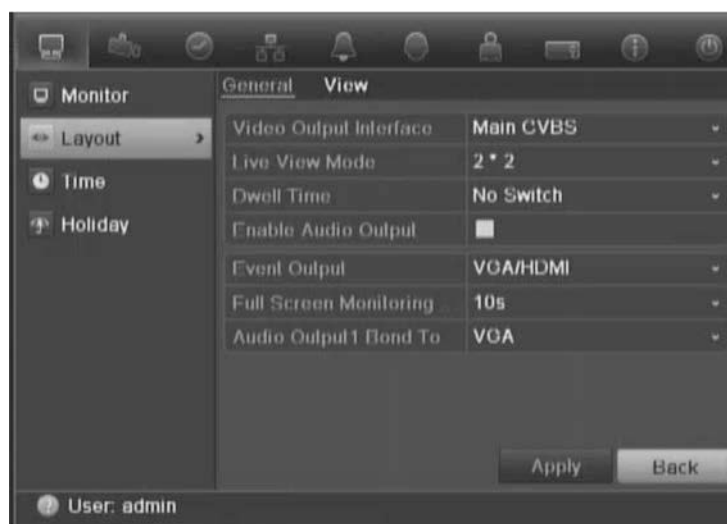 General View
Monitor
Layout
Time
Holiday
Video Output Interface Main CVBS
Live View Mode 2 * 2
Dwell Time No Switch
Enable Audio Output
Event Output VGA/HDMI
Full Screen Monitoring 10s
Audio Output1 Bond To VGA
Apply Back
User: admin